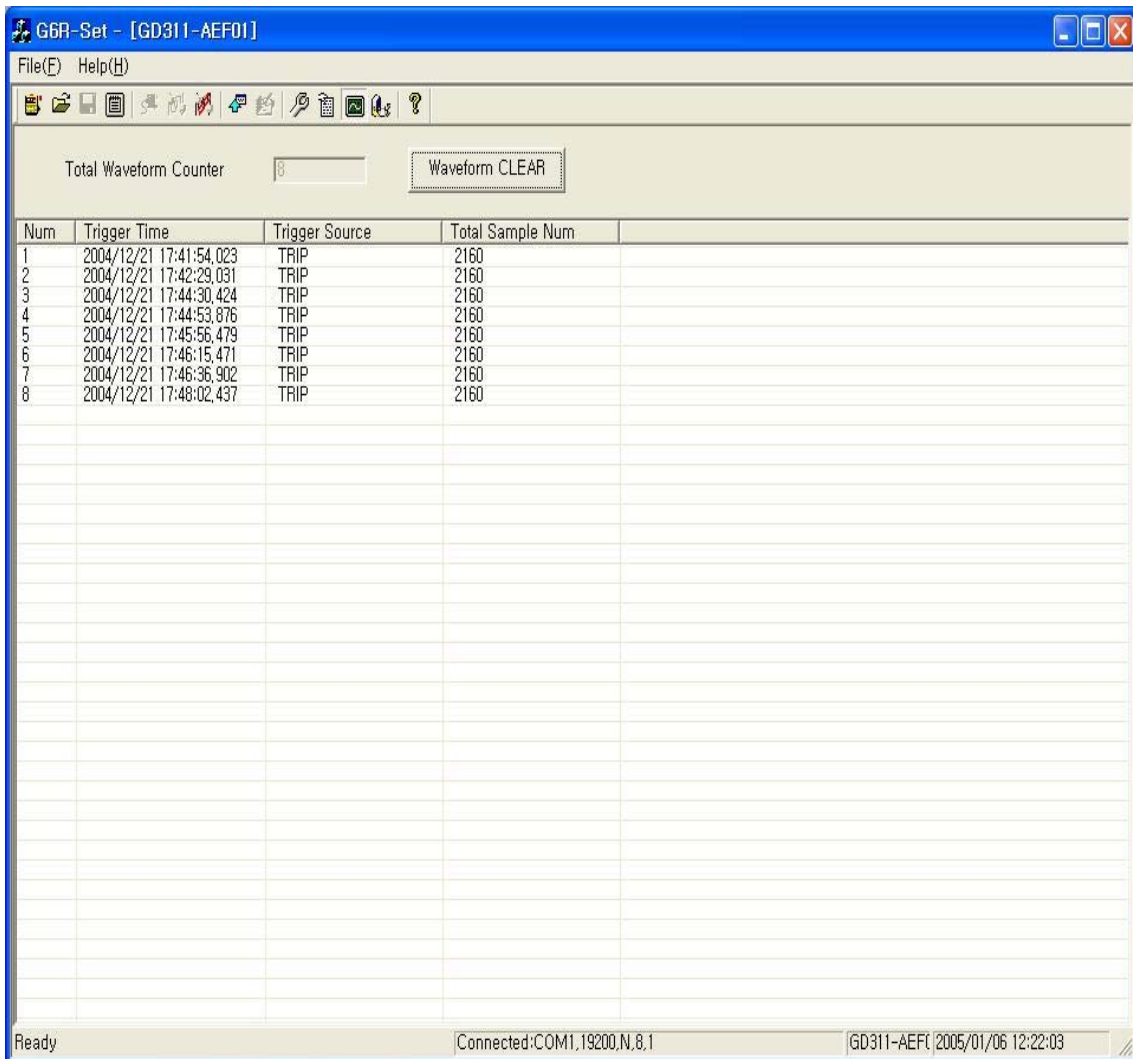 G6R-Set - [GD311-AEF01]
File(F) Help(H)
Total Waveform Counter 8 Waveform CLEAR
Num Trigger Time Trigger Source Total Sample Num
1 2004/12/21 17:41:54,023 TRIP 2160
2 2004/12/21 17:42:29,031 TRIP 2160
3 2004/12/21 17:44:30,424 TRIP 2160
4 2004/12/21 17:44:53,876 TRIP 2160
5 2004/12/21 17:45:56,479 TRIP 2160
6 2004/12/21 17:46:15,471 TRIP 2160
7 2004/12/21 17:46:36,902 TRIP 2160
8 2004/12/21 17:48:02,437 TRIP 2160
Ready Connected:COM1,19200,N,8,1 GD311-AEF( 2005/01/06 12:22:03